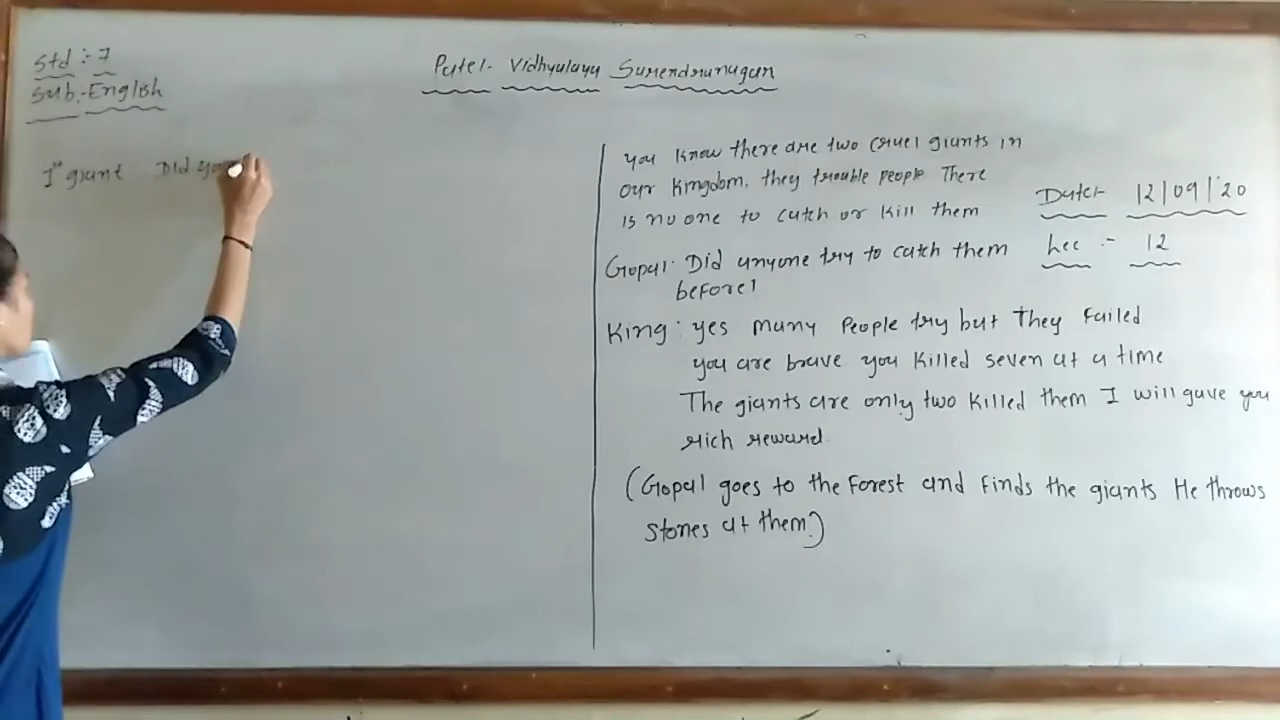 Std :- 7
Sub.-English
Patel- Vidhyalaya Surendranagar
1st giant Did you
you know there are two cruel giants in
our kingdom. they trouble people There
is no one to catch or kill them
Date:- 12/09/'20
Lec :- 12
Gopal: Did anyone try to catch them
before?
King: yes many People try but They Failed
you are brave you killed seven at a time
The giants are only two killed them I will gave you
rich reward.
(Gopal goes to the Forest and Finds the giants He throws
stones at them.)